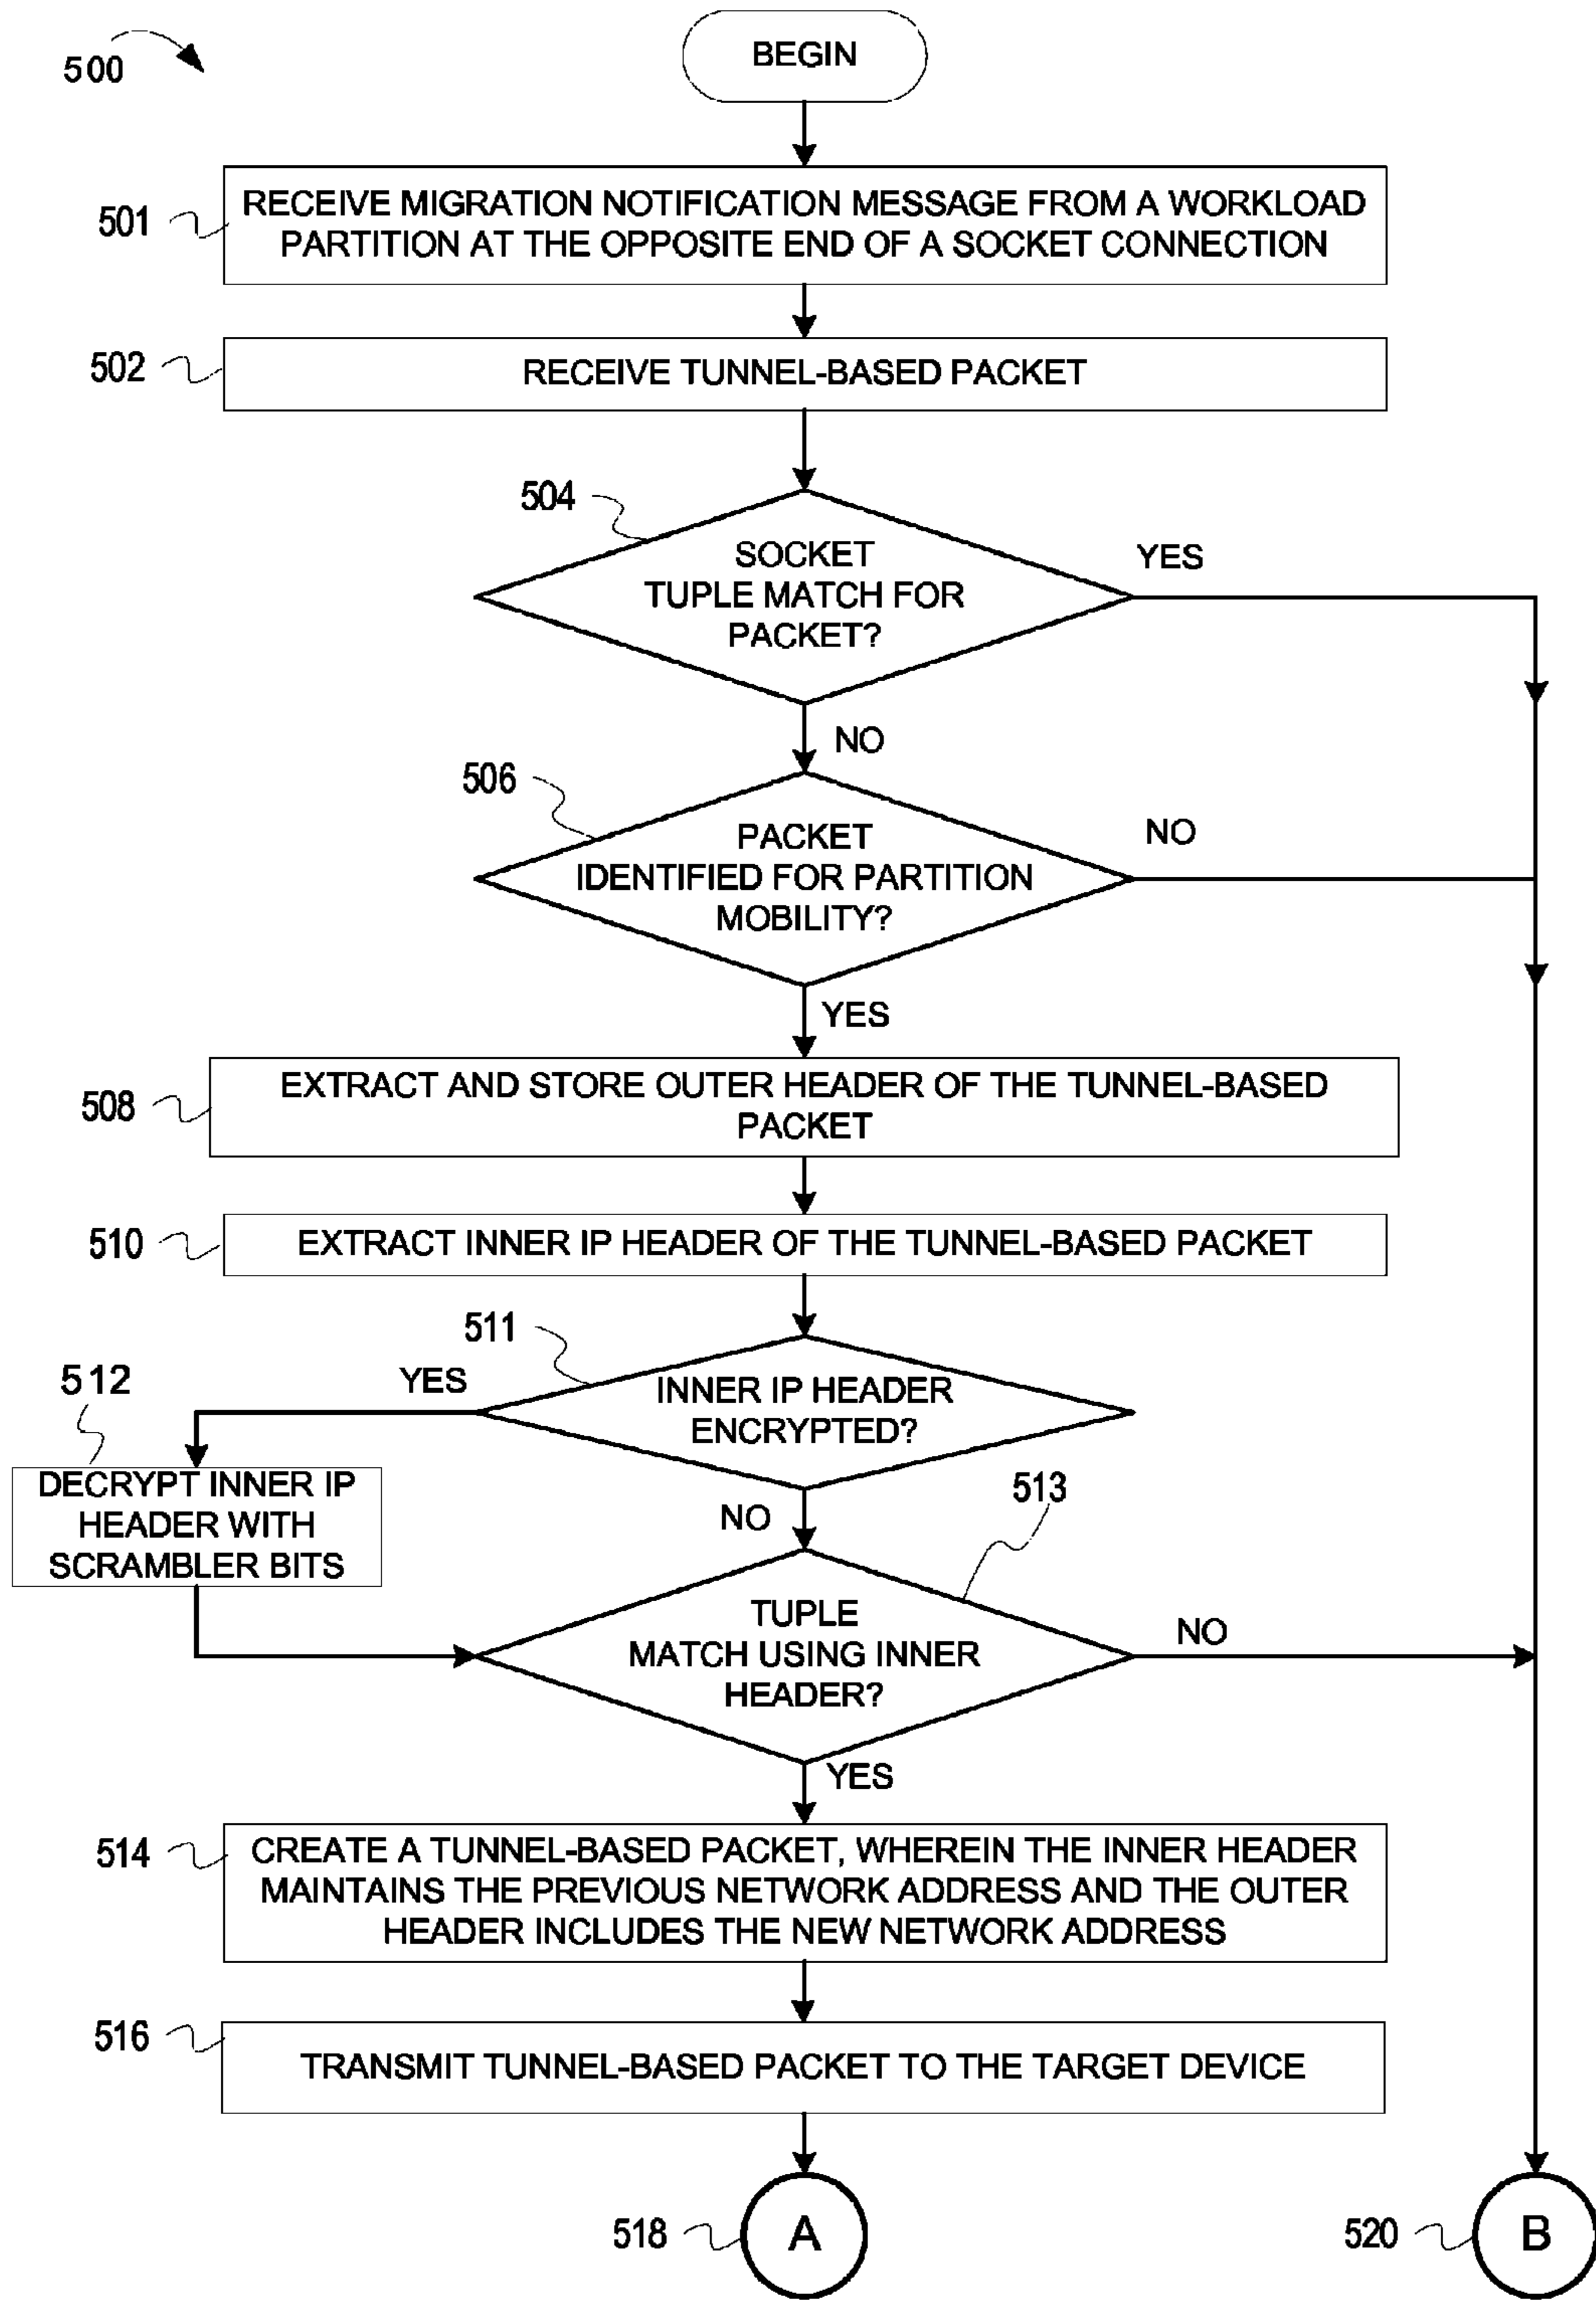 500
BEGIN
501
RECEIVE MIGRATION NOTIFICATION MESSAGE FROM A WORKLOAD
PARTITION AT THE OPPOSITE END OF A SOCKET CONNECTION
502
RECEIVE TUNNEL-BASED PACKET
504
SOCKET
TUPLE MATCH FOR
PACKET?
YES
NO
506
PACKET
IDENTIFIED FOR PARTITION
MOBILITY?
NO
YES
508
EXTRACT AND STORE OUTER HEADER OF THE TUNNEL-BASED
PACKET
510
EXTRACT INNER IP HEADER OF THE TUNNEL-BASED PACKET
511
INNER IP HEADER
ENCRYPTED?
YES
512
DECRYPT INNER IP
HEADER WITH
SCRAMBLER BITS
NO
513
TUPLE
MATCH USING INNER
HEADER?
NO
YES
514
CREATE A TUNNEL-BASED PACKET, WHEREIN THE INNER HEADER
MAINTAINS THE PREVIOUS NETWORK ADDRESS AND THE OUTER
HEADER INCLUDES THE NEW NETWORK ADDRESS
516
TRANSMIT TUNNEL-BASED PACKET TO THE TARGET DEVICE
518
A
520
B